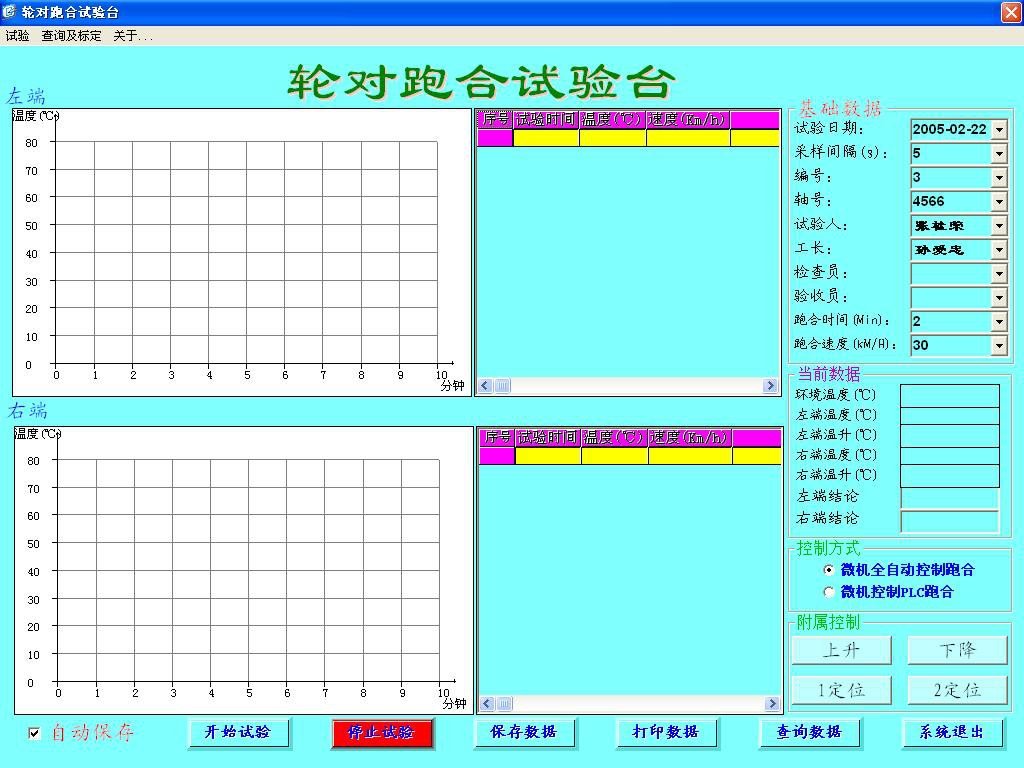 轮对跑合试验台
试验 查询及标定 关于...
轮对跑合试验台
左端
温度(℃)
80
70
60
50
40
30
20
10
0
0 1 2 3 4 5 6 7 8 9 10
分钟
序号 试验时间 温度(℃) 速度(Km/h)
右端
温度(℃)
80
70
60
50
40
30
20
10
0
0 1 2 3 4 5 6 7 8 9 10
分钟
序号 试验时间 温度(℃) 速度(Km/h)
基础数据
试验日期: 2005-02-22
采样间隔(s): 5
编号: 3
轴号: 4566
试验人:
工长: 孙爱忠
检查员:
验收员:
跑合时间(Min): 2
跑合速度(kM/H): 30
当前数据
环境温度(℃)
左端温度(℃)
左端温升(℃)
右端温度(℃)
右端温升(℃)
左端结论
右端结论
控制方式
微机全自动控制跑合
微机控制PLC跑合
附属控制
上升 下降
1定位 2定位
自动保存 开始试验 停止试验 保存数据 打印数据 查询数据 系统退出